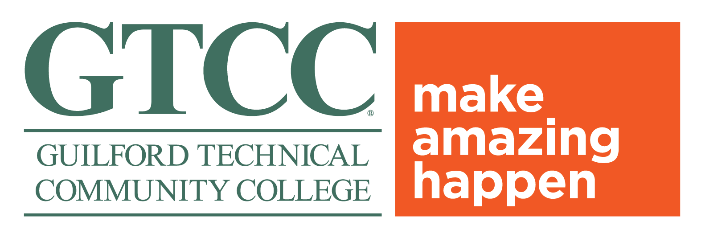 GTCC®
GUILFORD TECHNICAL
COMMUNITY COLLEGE
make
amazing
happen